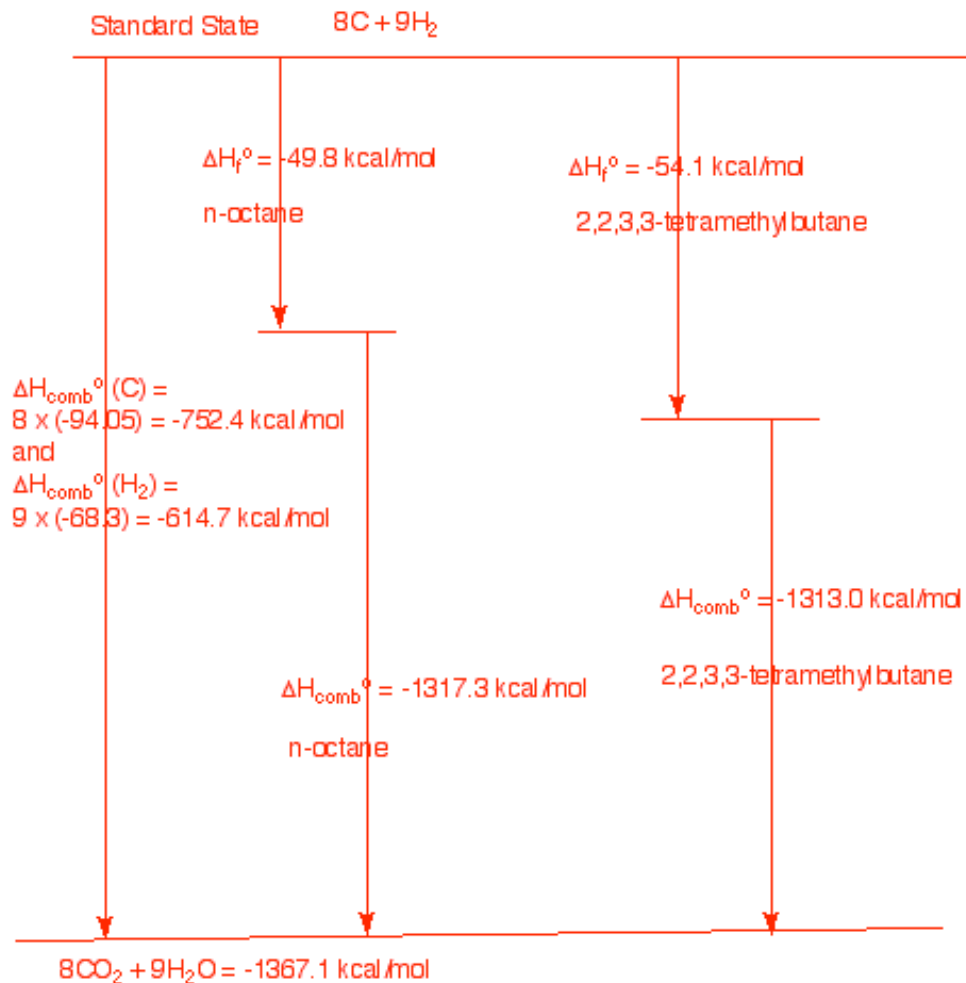 Standard State
8C + 9H₂
ΔHf° = -49.8 kcal/mol
n-octane
ΔHf° = -54.1 kcal/mol
2,2,3,3-tetramethylbutane
ΔHcomb° (C) =
8 x (-94.05) = -752.4 kcal/mol
and
ΔHcomb° (H₂) =
9 x (-68.3) = -614.7 kcal/mol
ΔHcomb° = -1317.3 kcal/mol
n-octane
ΔHcomb° = -1313.0 kcal/mol
2,2,3,3-tetramethylbutane
8CO₂ + 9H₂O = -1367.1 kcal/mol